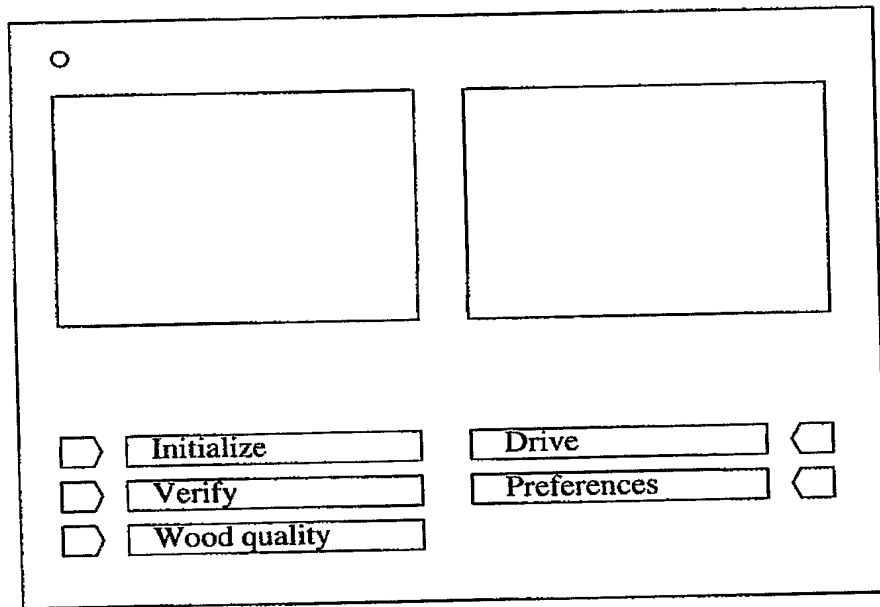 Initialize
Verify
Wood quality
Drive
Preferences